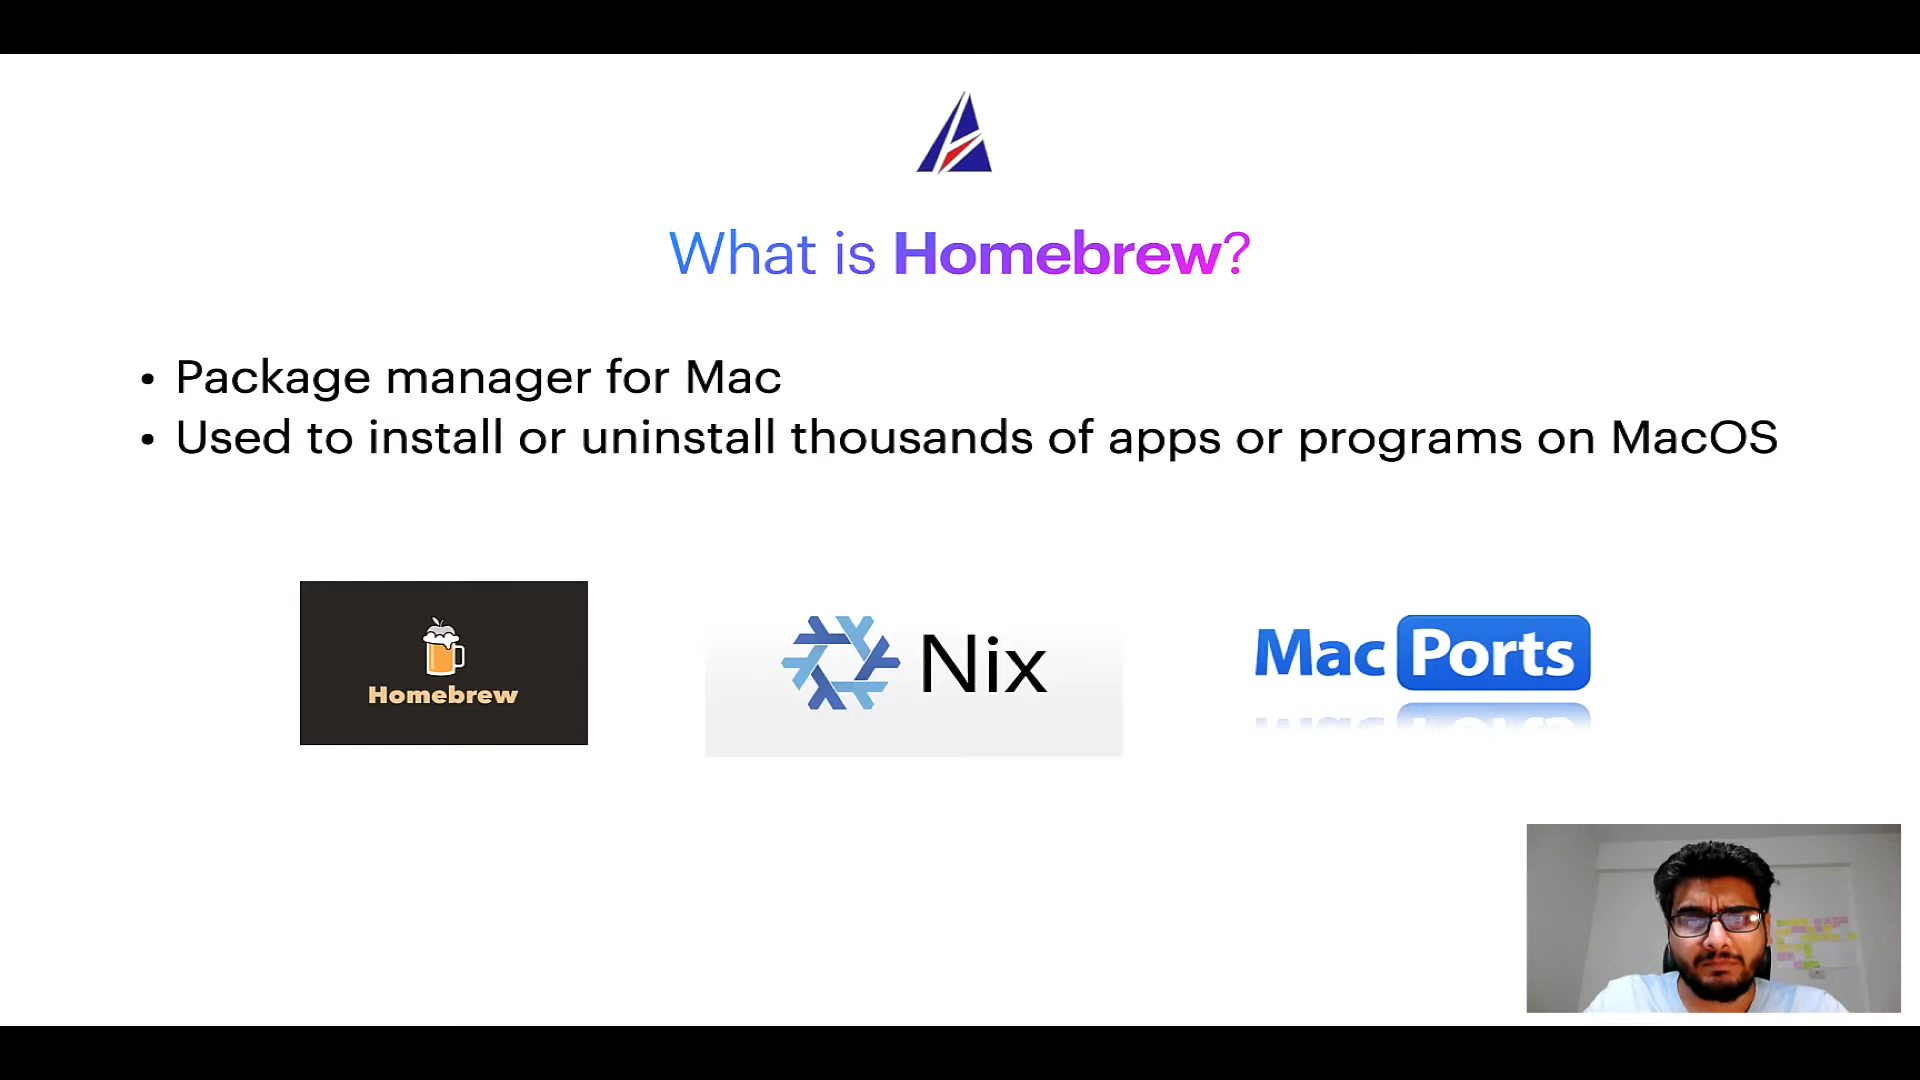 What is Homebrew?
• Package manager for Mac
• Used to install or uninstall thousands of apps or programs on MacOS
Homebrew
Nix
Mac Ports